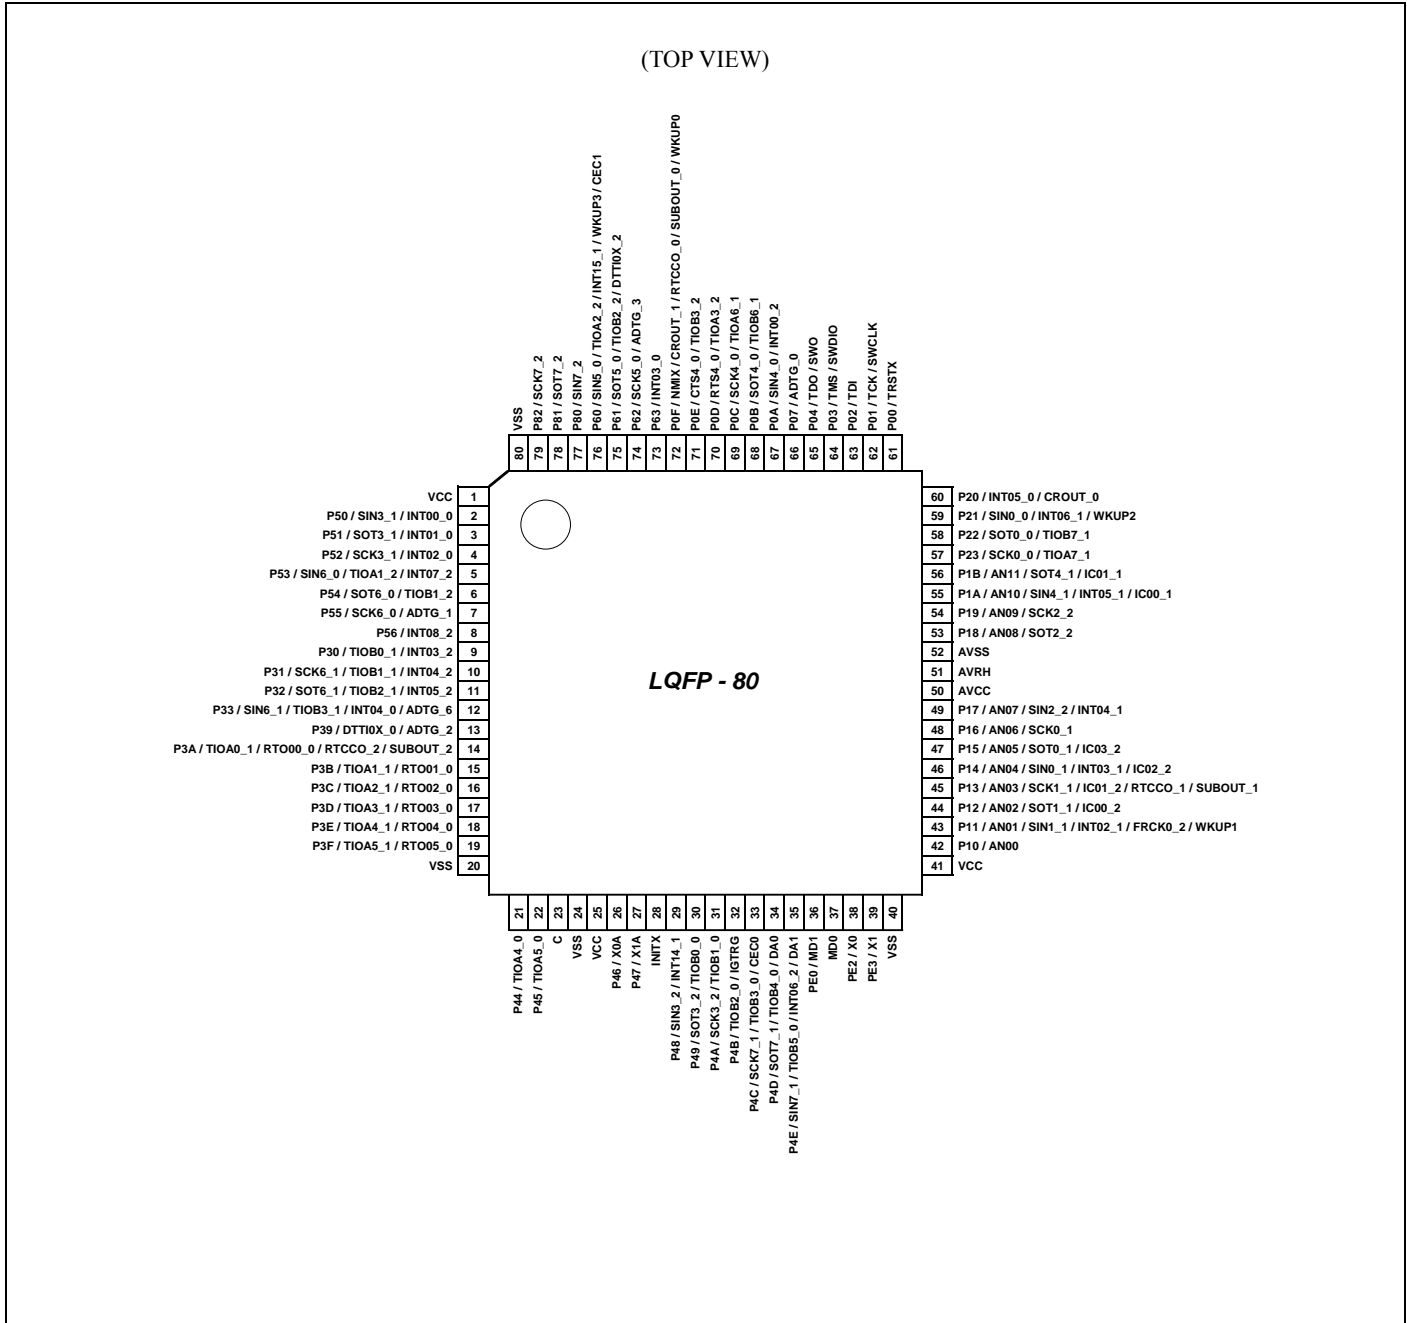 (TOP VIEW)
VSS
P82 / SCK7_2
P81 / SOT7_2
P80 / SIN7_2
P60 / SIN5_0 / TIOA2_2 / INT15_1 / WKUP3 / CEC1
P61 / SOT5_0 / TIOB2_2 / DTTI0X_2
P62 / SCK5_0 / ADTG_3
P63 / INT03_0
P0F / NMIX / CROUT_1 / RTCCO_0 / SUBOUT_0 / WKUP0
P0E / CTS4_0 / TIOB3_2
P0D / RTS4_0 / TIOA3_2
P0C / SCK4_0 / TIOA6_1
P0B / SOT4_0 / TIOB6_1
P0A / SIN4_0 / INT00_2
P07 / ADTG_0
P04 / TDO / SWO
P03 / TMS / SWDIO
P02 / TDI
P01 / TCK / SWCLK
P00 / TRSTX
80
79
78
77
76
75
74
73
72
71
70
69
68
67
66
65
64
63
62
61
VCC 1
P50 / SIN3_1 / INT00_0 2
P51 / SOT3_1 / INT01_0 3
P52 / SCK3_1 / INT02_0 4
P53 / SIN6_0 / TIOA1_2 / INT07_2 5
P54 / SOT6_0 / TIOB1_2 6
P55 / SCK6_0 / ADTG_1 7
P56 / INT08_2 8
P30 / TIOB0_1 / INT03_2 9
P31 / SCK6_1 / TIOB1_1 / INT04_2 10
P32 / SOT6_1 / TIOB2_1 / INT05_2 11
P33 / SIN6_1 / TIOB3_1 / INT04_0 / ADTG_6 12
P39 / DTTI0X_0 / ADTG_2 13
P3A / TIOA0_1 / RTO00_0 / RTCCO_2 / SUBOUT_2 14
P3B / TIOA1_1 / RTO01_0 15
P3C / TIOA2_1 / RTO02_0 16
P3D / TIOA3_1 / RTO03_0 17
P3E / TIOA4_1 / RTO04_0 18
P3F / TIOA5_1 / RTO05_0 19
VSS 20
LQFP - 80
60 P20 / INT05_0 / CROUT_0
59 P21 / SIN0_0 / INT06_1 / WKUP2
58 P22 / SOT0_0 / TIOB7_1
57 P23 / SCK0_0 / TIOA7_1
56 P1B / AN11 / SOT4_1 / IC01_1
55 P1A / AN10 / SIN4_1 / INT05_1 / IC00_1
54 P19 / AN09 / SCK2_2
53 P18 / AN08 / SOT2_2
52 AVSS
51 AVRH
50 AVCC
49 P17 / AN07 / SIN2_2 / INT04_1
48 P16 / AN06 / SCK0_1
47 P15 / AN05 / SOT0_1 / IC03_2
46 P14 / AN04 / SIN0_1 / INT03_1 / IC02_2
45 P13 / AN03 / SCK1_1 / IC01_2 / RTCCO_1 / SUBOUT_1
44 P12 / AN02 / SOT1_1 / IC00_2
43 P11 / AN01 / SIN1_1 / INT02_1 / FRCK0_2 / WKUP1
42 P10 / AN00
41 VCC
21
22
23
24
25
26
27
28
29
30
31
32
33
34
35
36
37
38
39
40
P44 / TIOA4_0
P45 / TIOA5_0
C
VSS
VCC
P46 / X0A
P47 / X1A
INITX
P48 / SIN3_2 / INT14_1
P49 / SOT3_2 / TIOB0_0
P4A / SCK3_2 / TIOB1_0
P4B / TIOB2_0 / IGTRG
P4C / SCK7_1 / TIOB3_0 / CEC0
P4D / SOT7_1 / TIOB4_0 / DA0
P4E / SIN7_1 / TIOB5_0 / INT06_2 / DA1
PE0 / MD1
MD0
PE2 / X0
PE3 / X1
VSS